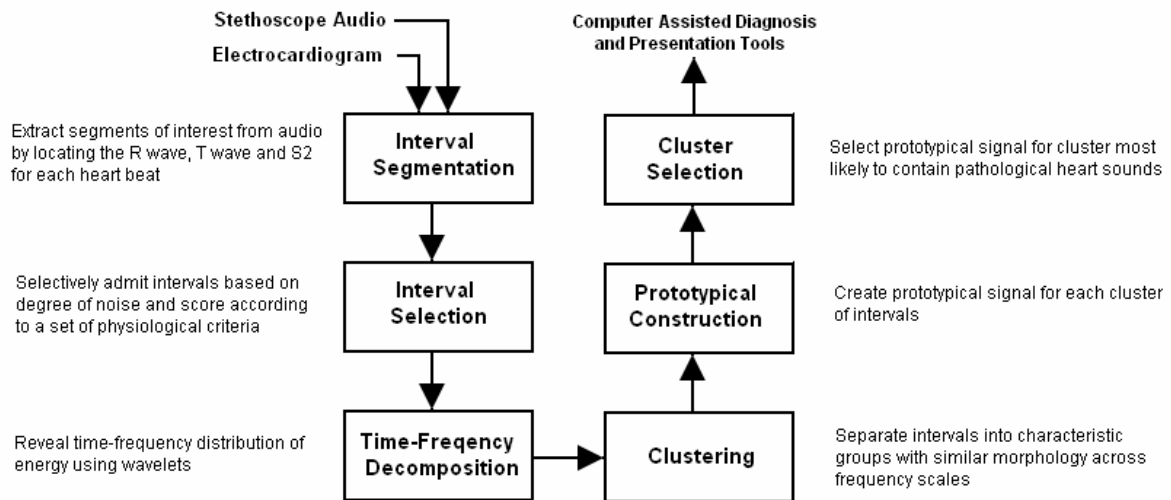 Stethoscope Audio
Electrocardiogram
Extract segments of interest from audio
by locating the R wave, T wave and S2
for each heart beat
Interval
Segmentation
Selectively admit intervals based on
degree of noise and score according
to a set of physiological criteria
Interval
Selection
Reveal time-frequency distribution of
energy using wavelets
Time-Freqency
Decomposition
Clustering
Separate intervals into characteristic
groups with similar morphology across
frequency scales
Prototypical
Construction
Create prototypical signal for each cluster
of intervals
Cluster
Selection
Select prototypical signal for cluster most
likely to contain pathological heart sounds
Computer Assisted Diagnosis
and Presentation Tools